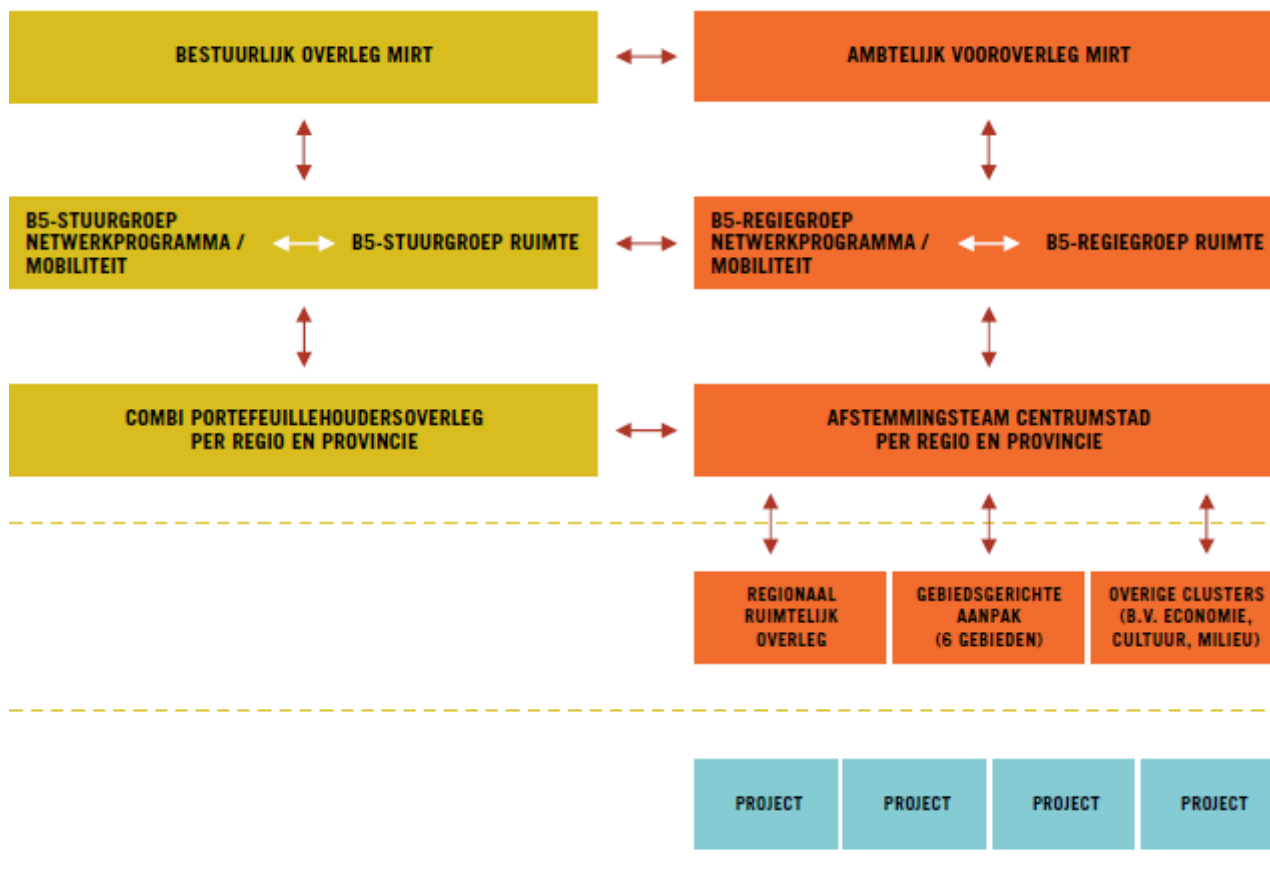 BESTUURLIJK OVERLEG MIRT
AMBTELIJK VOOROVERLEG MIRT
B5-STUURGROEP
NETWERKPROGRAMMA /
MOBILITEIT
B5-STUURGROEP RUIMTE
B5-REGIEGROEP
NETWERKPROGRAMMA /
MOBILITEIT
B5-REGIEGROEP RUIMTE
COMBI PORTEFEUILLEHOUDERSOVERLEG
PER REGIO EN PROVINCIE
AFSTEMMINGSTEAM CENTRUMSTAD
PER REGIO EN PROVINCIE
REGIONAAL
RUIMTELIJK
OVERLEG
GEBIEDSGERICHTE
AANPAK
(6 GEBIEDEN)
OVERIGE CLUSTERS
(B.V. ECONOMIE,
CULTUUR, MILIEU)
PROJECT
PROJECT
PROJECT
PROJECT